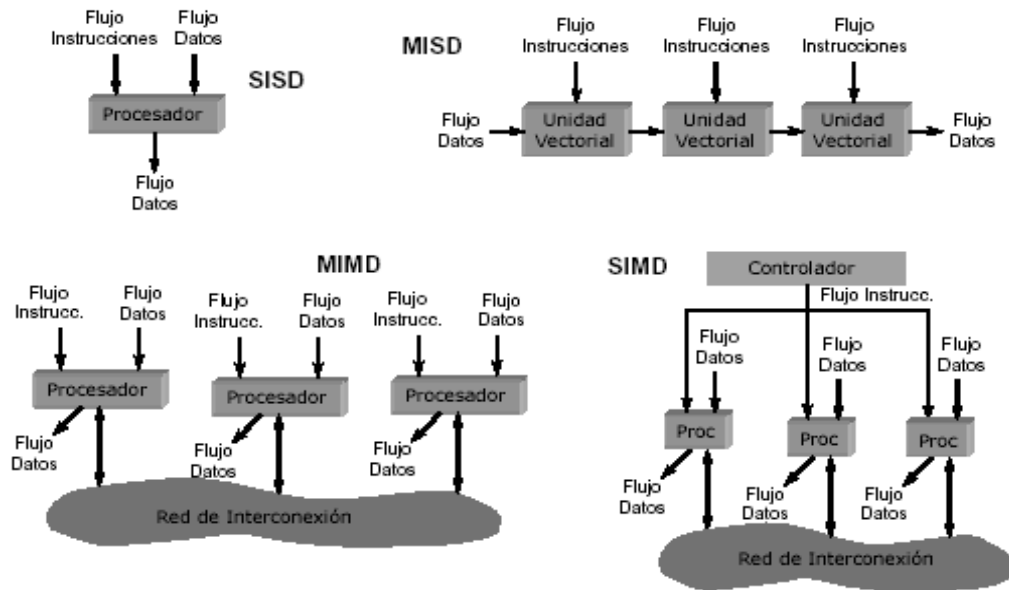 Flujo
Instrucciones
Flujo
Datos
SISD
Procesador
Flujo
Datos
MISD
Flujo
Instrucciones
Flujo
Instrucciones
Flujo
Instrucciones
Flujo
Datos
Unidad
Vectorial
Unidad
Vectorial
Unidad
Vectorial
Flujo
Datos
MIMD
Flujo
Instrucc.
Flujo
Datos
Flujo
Instrucc.
Flujo
Datos
Flujo
Instrucc.
Flujo
Datos
Procesador
Procesador
Procesador
Flujo
Datos
Flujo
Datos
Flujo
Datos
Red de Interconexión
SIMD
Controlador
Flujo Instrucc.
Flujo
Datos
Flujo
Datos
Flujo
Datos
Proc
Proc
Proc
Flujo
Datos
Flujo
Datos
Flujo
Datos
Red de Interconexión